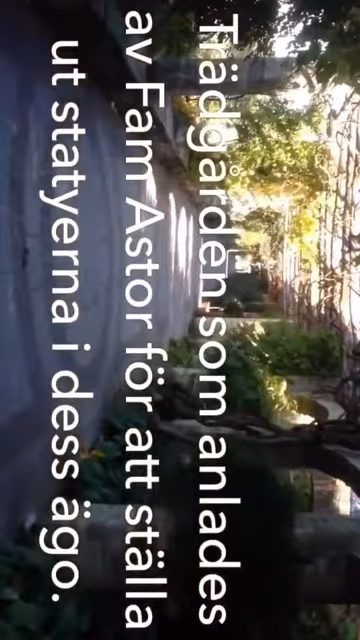 Trädgården som anlades
av Fam Astor för att ställa
ut statyerna i dess ägo.